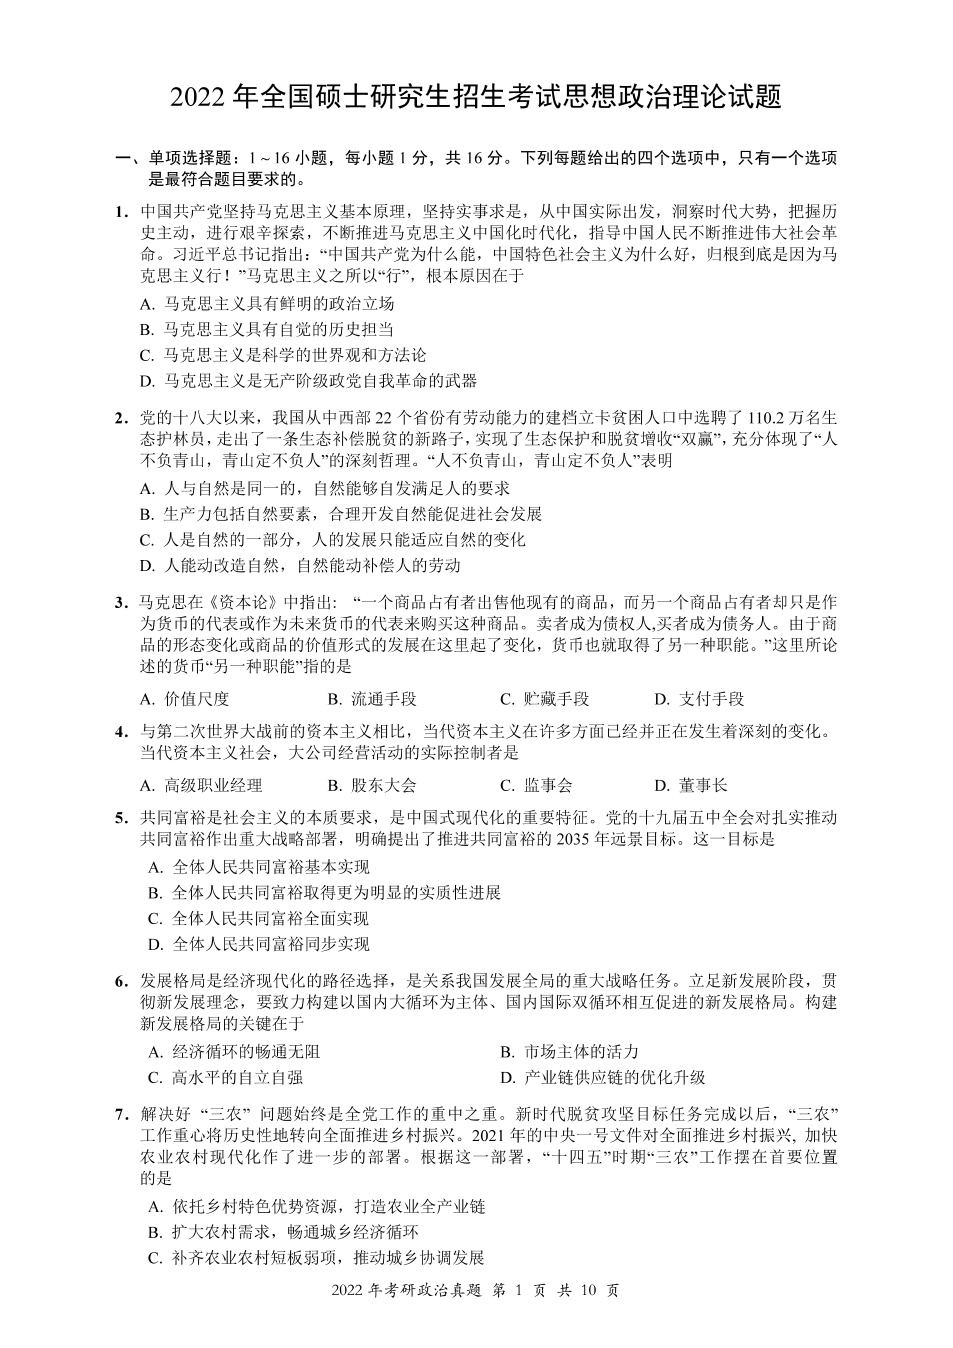 2022 年全国硕士研究生招生考试思想政治理论试题
一、单项选择题：1 ~ 16 小题，每小题 1 分，共 16 分。下列每题给出的四个选项中，只有一个选项
是最符合题目要求的。
1．中国共产党坚持马克思主义基本原理，坚持实事求是，从中国实际出发，洞察时代大势，把握历
史主动，进行艰辛探索，不断推进马克思主义中国化时代化，指导中国人民不断推进伟大社会革
命。习近平总书记指出：“中国共产党为什么能，中国特色社会主义为什么好，归根到底是因为马
克思主义行！”马克思主义之所以“行”，根本原因在于
A. 马克思主义具有鲜明的政治立场
B. 马克思主义具有自觉的历史担当
C. 马克思主义是科学的世界观和方法论
D. 马克思主义是无产阶级政党自我革命的武器
2．党的十八大以来，我国从中西部 22 个省份有劳动能力的建档立卡贫困人口中选聘了 110.2 万名生
态护林员，走出了一条生态补偿脱贫的新路子，实现了生态保护和脱贫增收“双赢”，充分体现了“人
不负青山，青山定不负人”的深刻哲理。“人不负青山，青山定不负人”表明
A. 人与自然是同一的，自然能够自发满足人的要求
B. 生产力包括自然要素，合理开发自然能促进社会发展
C. 人是自然的一部分，人的发展只能适应自然的变化
D. 人能动改造自然，自然能动补偿人的劳动
3．马克思在《资本论》中指出： “一个商品占有者出售他现有的商品，而另一个商品占有者却只是作
为货币的代表或作为未来货币的代表来购买这种商品。卖者成为债权人,买者成为债务人。由于商
品的形态变化或商品的价值形式的发展在这里起了变化，货币也就取得了另一种职能。”这里所论
述的货币“另一种职能”指的是
A. 价值尺度 B. 流通手段 C. 贮藏手段 D. 支付手段
4．与第二次世界大战前的资本主义相比，当代资本主义在许多方面已经并正在发生着深刻的变化。
当代资本主义社会，大公司经营活动的实际控制者是
A. 高级职业经理 B. 股东大会 C. 监事会 D. 董事长
5．共同富裕是社会主义的本质要求，是中国式现代化的重要特征。党的十九届五中全会对扎实推动
共同富裕作出重大战略部署，明确提出了推进共同富裕的 2035 年远景目标。这一目标是
A. 全体人民共同富裕基本实现
B. 全体人民共同富裕取得更为明显的实质性进展
C. 全体人民共同富裕全面实现
D. 全体人民共同富裕同步实现
6．发展格局是经济现代化的路径选择，是关系我国发展全局的重大战略任务。立足新发展阶段，贯
彻新发展理念，要致力构建以国内大循环为主体、国内国际双循环相互促进的新发展格局。构建
新发展格局的关键在于
A. 经济循环的畅通无阻 B. 市场主体的活力
C. 高水平的自立自强 D. 产业链供应链的优化升级
7．解决好 “三农” 问题始终是全党工作的重中之重。新时代脱贫攻坚目标任务完成以后，“三农”
工作重心将历史性地转向全面推进乡村振兴。2021 年的中央一号文件对全面推进乡村振兴, 加快
农业农村现代化作了进一步的部署。根据这一部署，“十四五”时期“三农”工作摆在首要位置
的是
A. 依托乡村特色优势资源，打造农业全产业链
B. 扩大农村需求，畅通城乡经济循环
C. 补齐农业农村短板弱项，推动城乡协调发展
2022 年考研政治真题 第 1 页 共 10 页